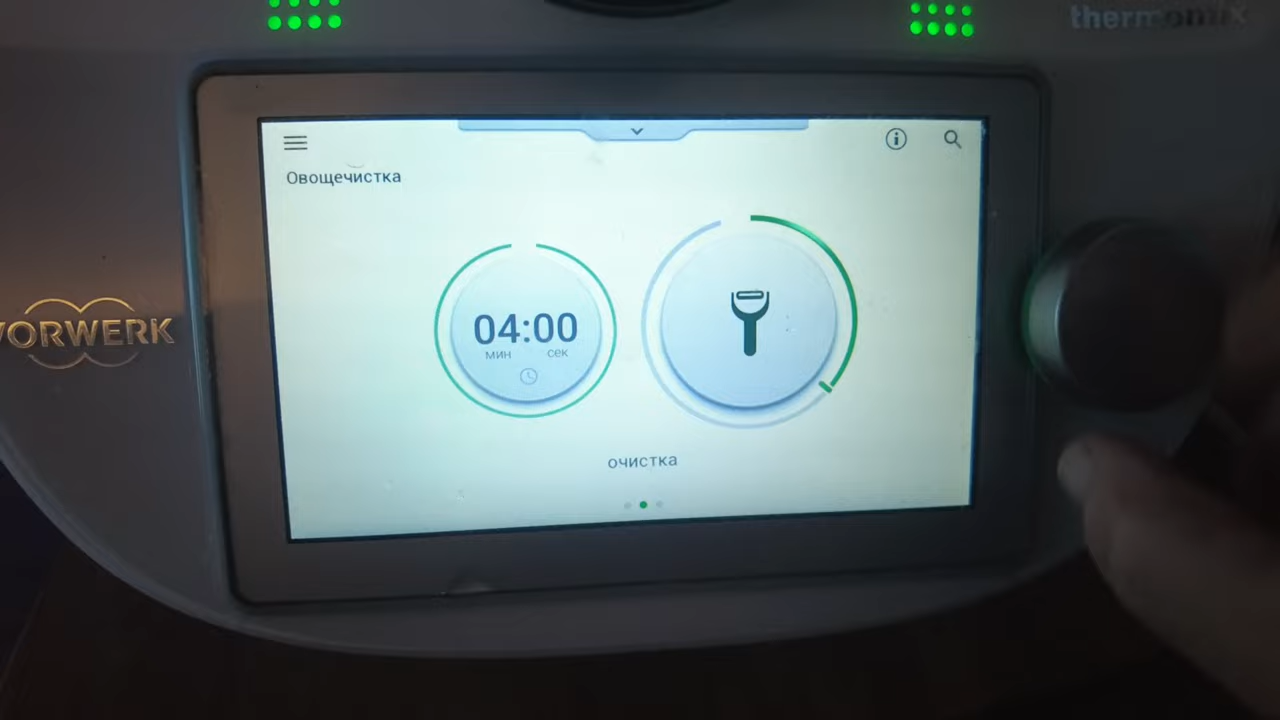 thermomix
Овощечистка
04:00
мин сек
VORWERK
очистка